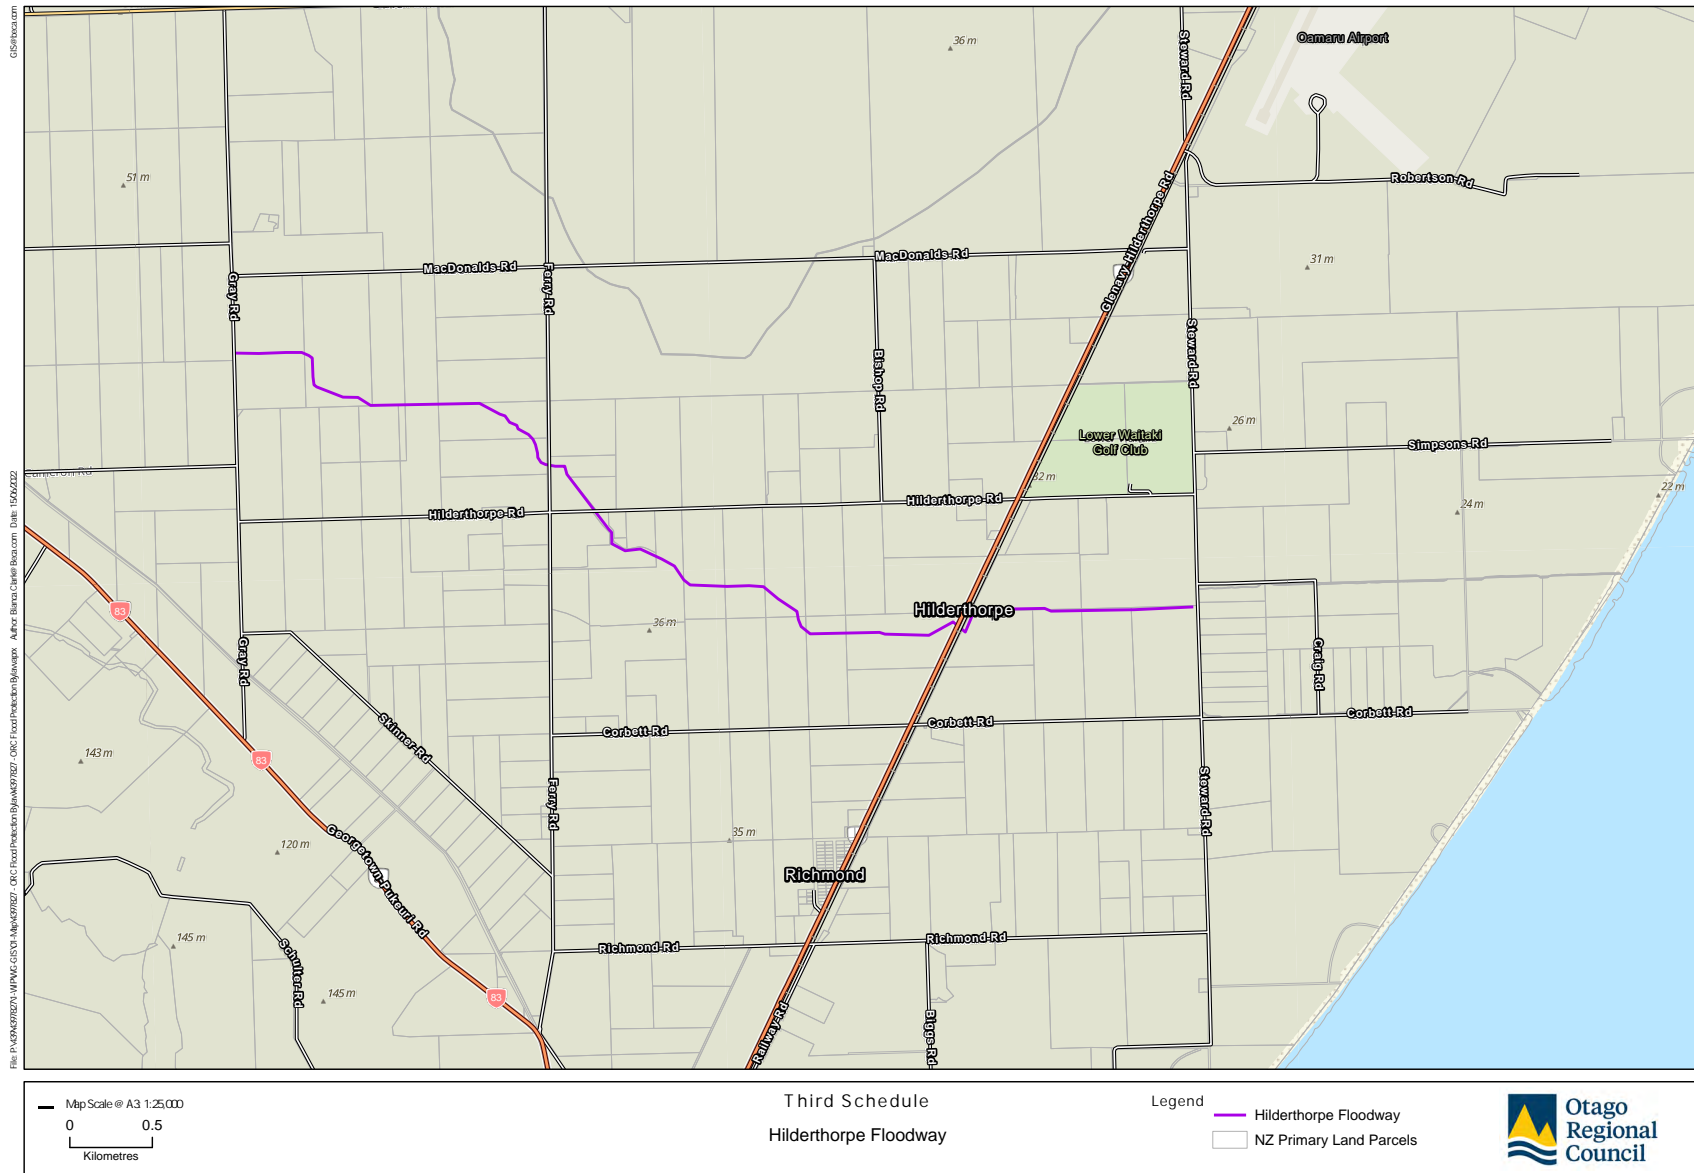 GIS@beca.com
36 m
Oamaru Airport
Steward-Rd
51 m
Robertson-Rd
Glenavy-Hilderthorpe-Rd
MacDonalds-Rd
MacDonalds-Rd
Gray-Rd
Ferry-Rd
31 m
Steward-Rd
Bishop-Rd
26 m
Lower Waitaki
Golf Club
Simpsons-Rd
Cameron Rd
32 m
22 m
Hilderthorpe-Rd
Hilderthorpe-Rd
24 m
83
Hilderthorpe
36 m
Gray-Rd
Craig-Rd
Skinner-Rd
Corbett-Rd
Corbett-Rd
Corbett-Rd
143 m
83
Ferry-Rd
Steward-Rd
35 m
120 m
Georgetown-Pukeuri-Rd
Richmond
145 m
Schulter-Rd
Richmond-Rd
Richmond-Rd
145 m
83
Railway-Rd
Biggs-Rd
Map Scale @ A3: 1:25,000
0 0.5
Kilometres
Third Schedule
Hilderthorpe Floodway
Legend
Hilderthorpe Floodway
NZ Primary Land Parcels
Otago
Regional
Council